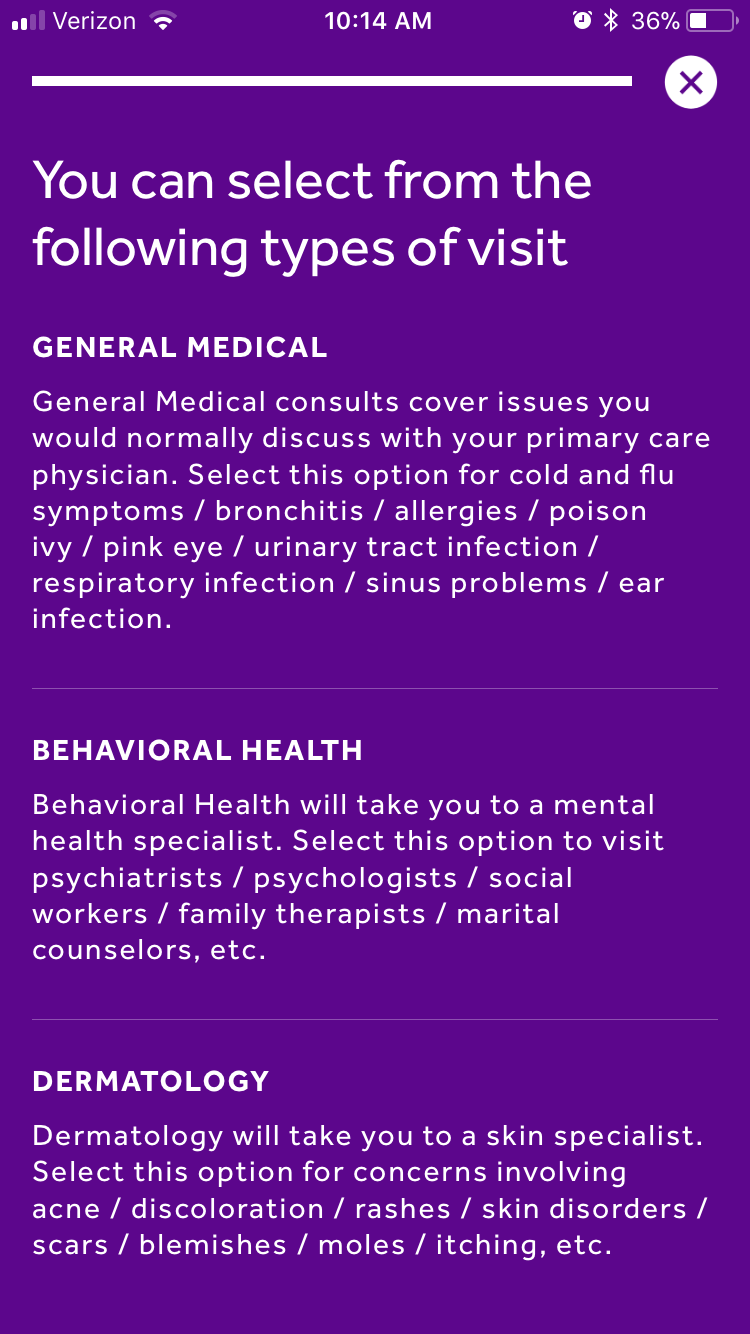 Verizon 10:14 AM 36%
You can select from the
following types of visit
GENERAL MEDICAL
General Medical consults cover issues you
would normally discuss with your primary care
physician. Select this option for cold and flu
symptoms / bronchitis / allergies / poison
ivy / pink eye / urinary tract infection /
respiratory infection / sinus problems / ear
infection.
BEHAVIORAL HEALTH
Behavioral Health will take you to a mental
health specialist. Select this option to visit
psychiatrists / psychologists / social
workers / family therapists / marital
counselors, etc.
DERMATOLOGY
Dermatology will take you to a skin specialist.
Select this option for concerns involving
acne / discoloration / rashes / skin disorders /
scars / blemishes / moles / itching, etc.